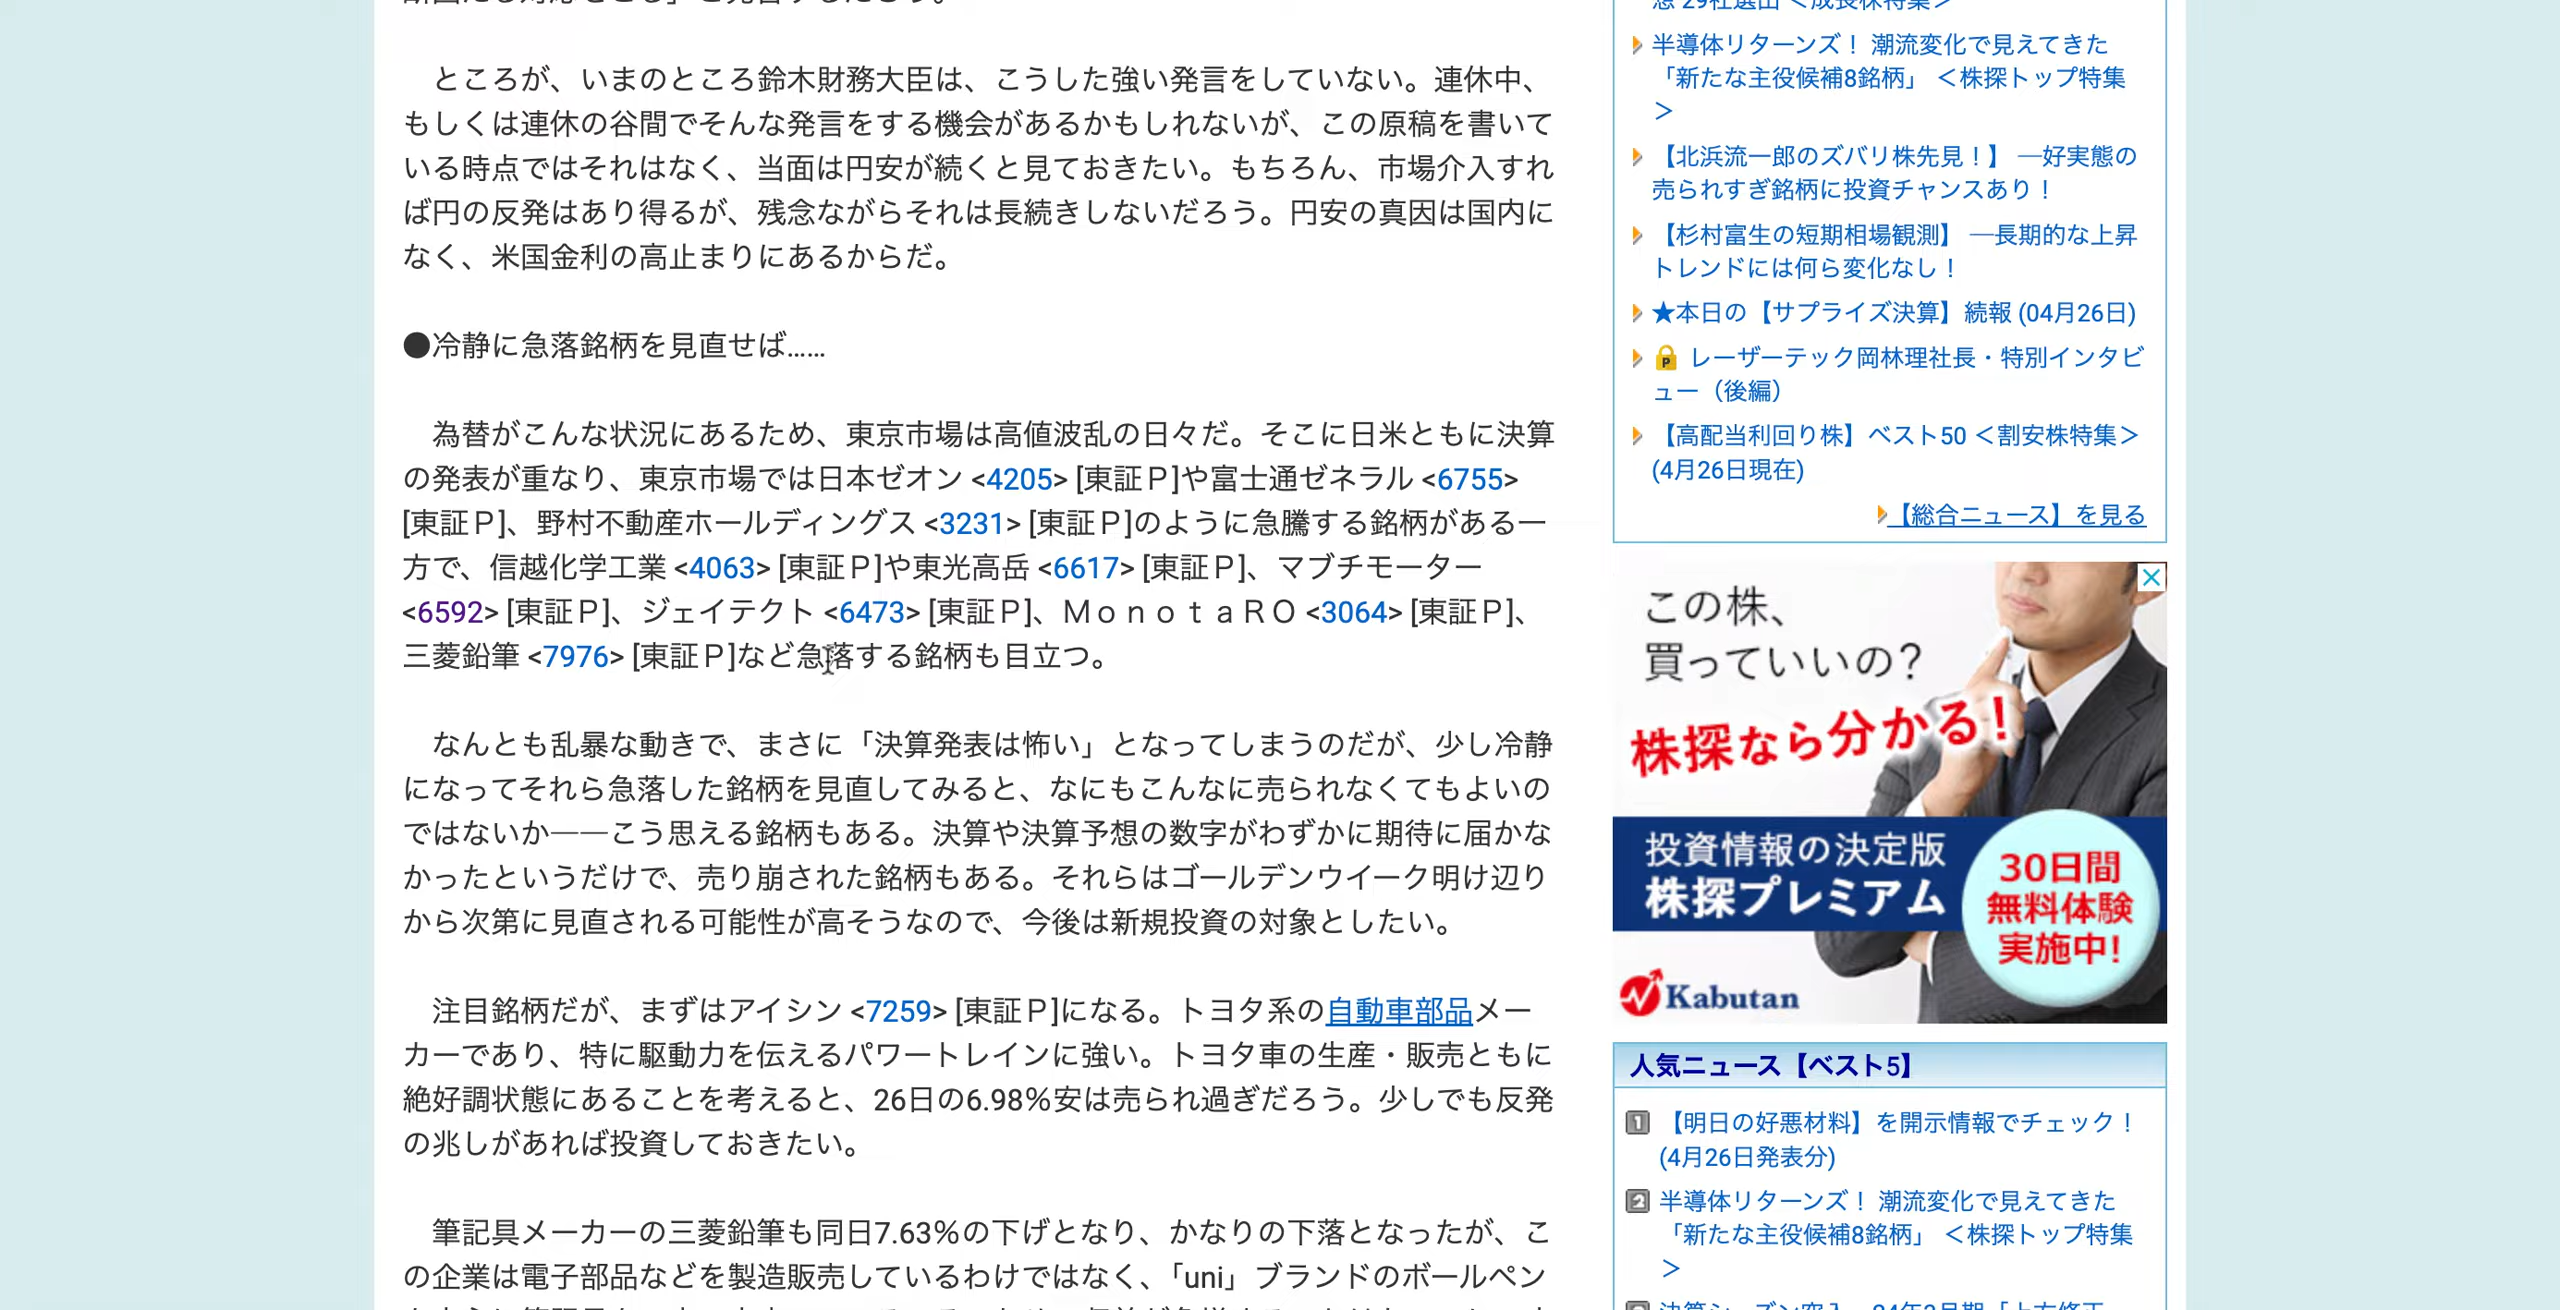 ところが、いまのところ鈴木財務大臣は、こうした強い発言をしていない。連休中、
もしくは連休の谷間でそんな発言をする機会があるかもしれないが、この原稿を書いて
いる時点ではそれはなく、当面は円安が続くと見ておきたい。もちろん、市場介入すれ
ば円の反発はあり得るが、残念ながらそれは長続きしないだろう。円安の真因は国内に
なく、米国金利の高止まりにあるからだ。
●冷静に急落銘柄を見直せば……
為替がこんな状況にあるため、東京市場は高値波乱の日々だ。そこに日米ともに決算
の発表が重なり、東京市場では日本ゼオン <4205> [東証Ｐ]や富士通ゼネラル <6755>
[東証Ｐ]、野村不動産ホールディングス <3231> [東証Ｐ]のように急騰する銘柄がある一
方で、信越化学工業 <4063> [東証Ｐ]や東光高岳 <6617> [東証Ｐ]、マブチモーター
<6592> [東証Ｐ]、ジェイテクト <6473> [東証Ｐ]、ＭｏｎｏｔａＲＯ <3064> [東証Ｐ]、
三菱鉛筆 <7976> [東証Ｐ]など急落する銘柄も目立つ。
なんとも乱暴な動きで、まさに「決算発表は怖い」となってしまうのだが、少し冷静
になってそれら急落した銘柄を見直してみると、なにもこんなに売られなくてもよいの
ではないか――こう思える銘柄もある。決算や決算予想の数字がわずかに期待に届かな
かったというだけで、売り崩された銘柄もある。それらはゴールデンウイーク明け辺り
から次第に見直される可能性が高そうなので、今後は新規投資の対象としたい。
注目銘柄だが、まずはアイシン <7259> [東証Ｐ]になる。トヨタ系の自動車部品メー
カーであり、特に駆動力を伝えるパワートレインに強い。トヨタ車の生産・販売ともに
絶好調状態にあることを考えると、26日の6.98％安は売られ過ぎだろう。少しでも反発
の兆しがあれば投資しておきたい。
筆記具メーカーの三菱鉛筆も同日7.63％の下げとなり、かなりの下落となったが、こ
の企業は電子部品などを製造販売しているわけではなく、「uni」ブランドのボールペン
想 29社選出 ＜成長株特集＞
半導体リターンズ！ 潮流変化で見えてきた
「新たな主役候補8銘柄」 ＜株探トップ特集
＞
【北浜流一郎のズバリ株先見！】 ―好実態の
売られすぎ銘柄に投資チャンスあり！
【杉村富生の短期相場観測】 ―長期的な上昇
トレンドには何ら変化なし！
★本日の【サプライズ決算】続報 (04月26日)
レーザーテック岡林理社長・特別インタビ
ュー（後編）
【高配当利回り株】ベスト50 ＜割安株特集＞
(4月26日現在)
【総合ニュース】を見る
この株、
買っていいの？
株探なら分かる！
投資情報の決定版
株探プレミアム
30日間
無料体験
実施中！
Kabutan
人気ニュース【ベスト5】
1 【明日の好悪材料】を開示情報でチェック！
(4月26日発表分)
2 半導体リターンズ！ 潮流変化で見えてきた
「新たな主役候補8銘柄」 ＜株探トップ特集
＞